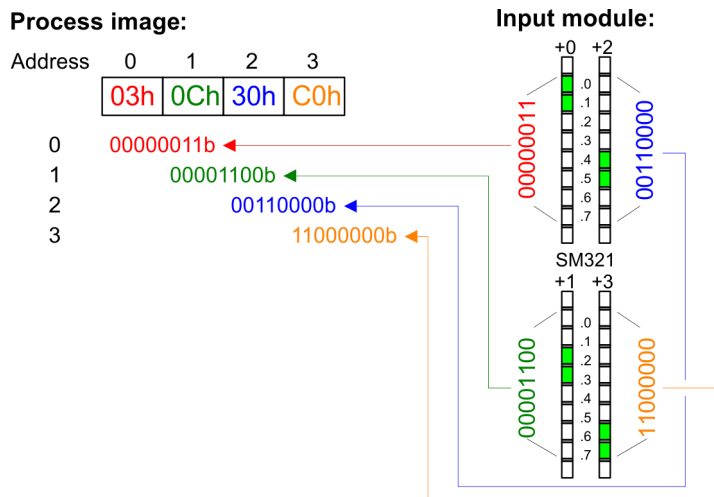 Process image:
Address 0 1 2 3
03h 0Ch 30h C0h
0 00000011b
1 00001100b
2 00110000b
3 11000000b
Input module:
+0 +2
.0
.1
.2
.3
.4
.5
.6
.7
00000011
00110000
SM321
+1 +3
.0
.1
.2
.3
.4
.5
.6
.7
00001100
11000000